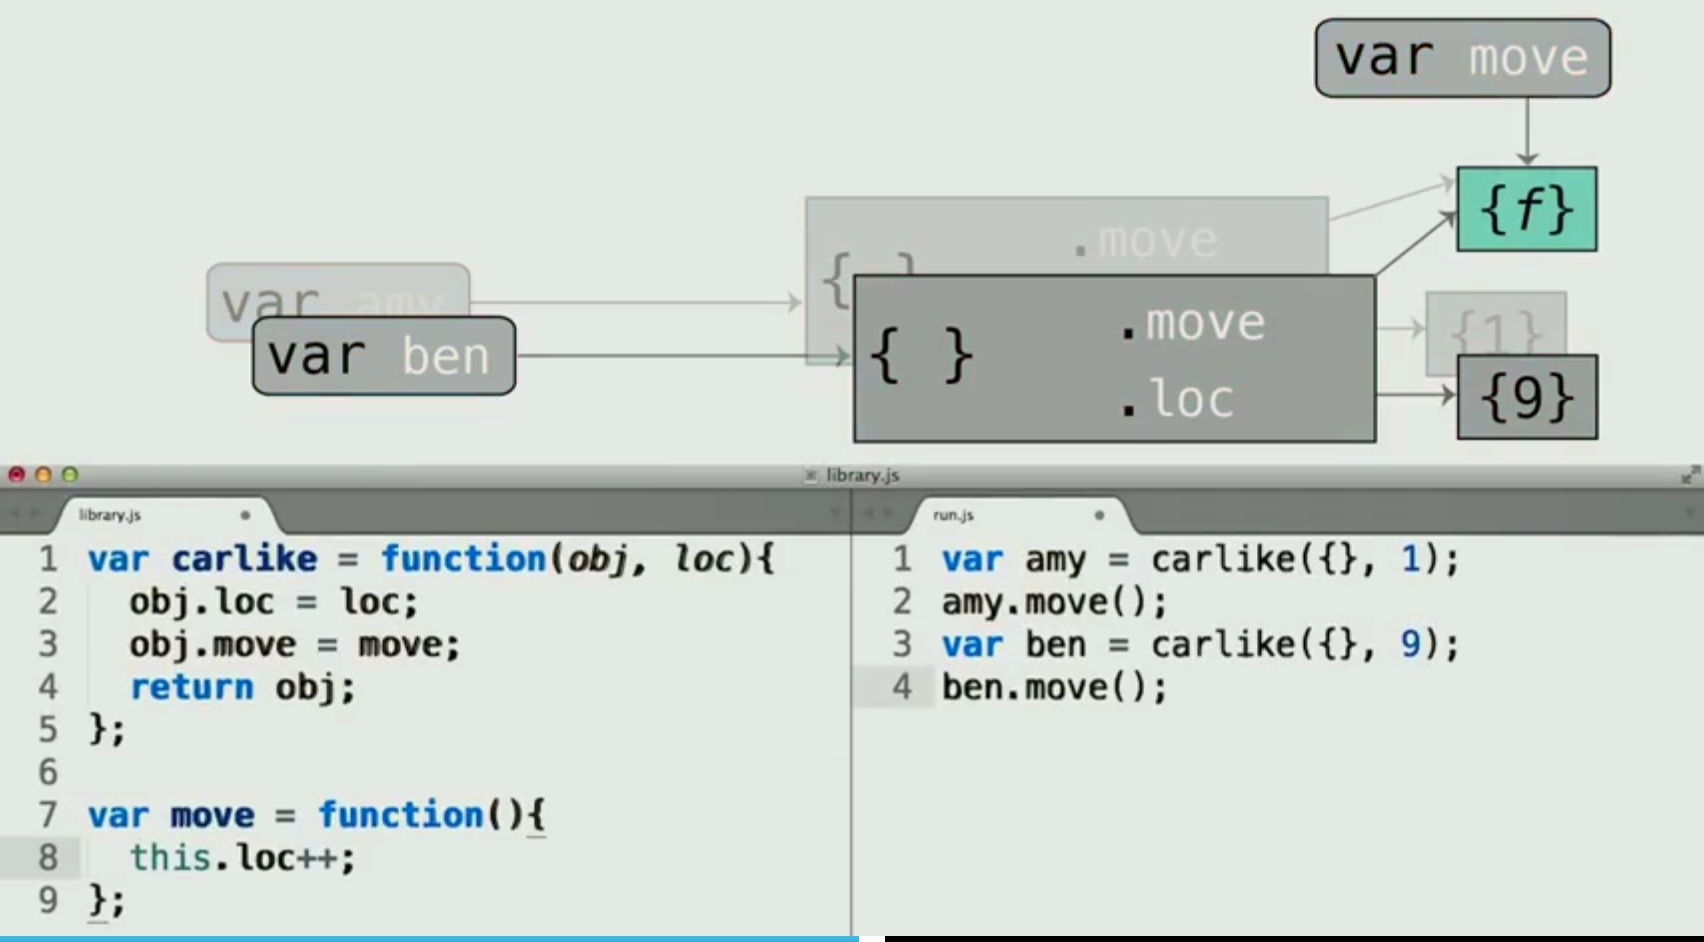 var move
{f}
.move
{ }
var amy
.move
var ben
{ }
.loc
{1}
{9}
library.js
library.js
1 var carlike = function(obj, loc){
2 obj.loc = loc;
3 obj.move = move;
4 return obj;
5 };
6
7 var move = function(){
8 this.loc++;
9 };
run.js
1 var amy = carlike({}, 1);
2 amy.move();
3 var ben = carlike({}, 9);
4 ben.move();